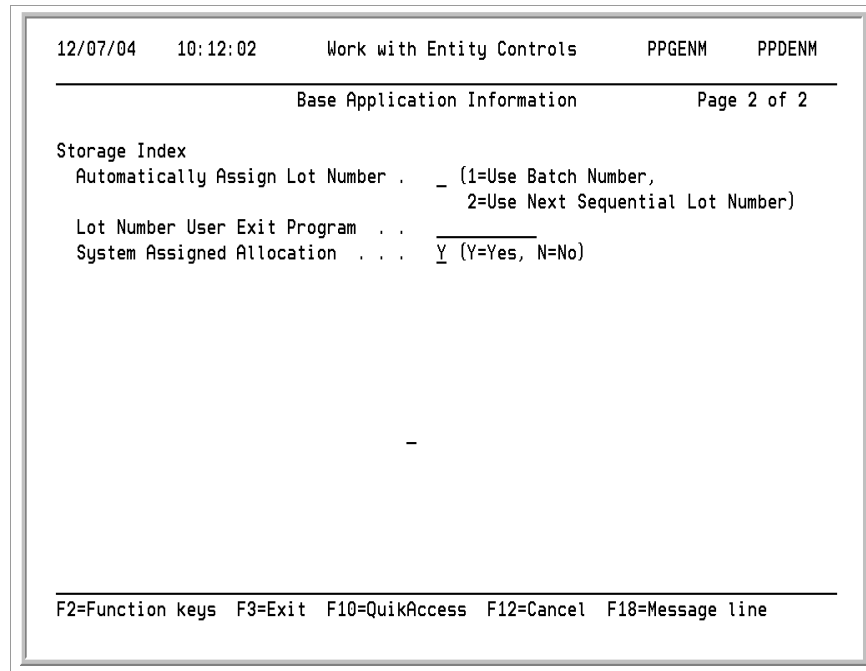 12/07/04 10:12:02 Work with Entity Controls PPGENM PPDENM
Base Application Information Page 2 of 2
Storage Index
Automatically Assign Lot Number . _ (1=Use Batch Number,
2=Use Next Sequential Lot Number)
Lot Number User Exit Program . . __________
System Assigned Allocation . . . Y (Y=Yes, N=No)
_
F2=Function keys F3=Exit F10=QuikAccess F12=Cancel F18=Message line